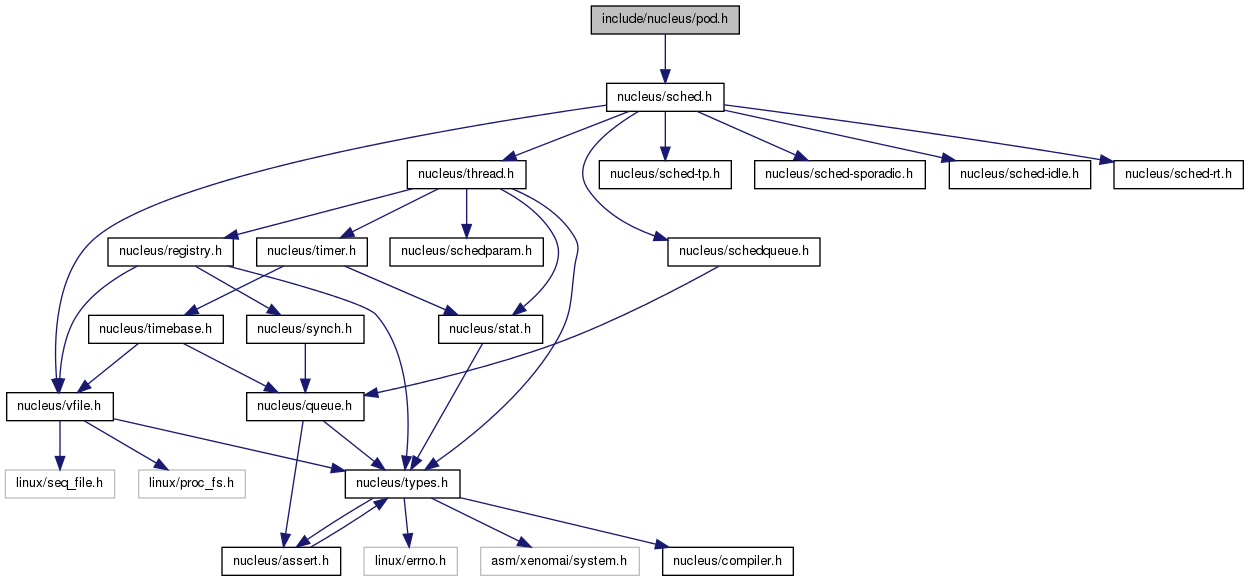 include/nucleus/pod.h
nucleus/sched.h
nucleus/thread.h
nucleus/sched-tp.h
nucleus/sched-sporadic.h
nucleus/sched-idle.h
nucleus/sched-rt.h
nucleus/registry.h
nucleus/timer.h
nucleus/schedparam.h
nucleus/schedqueue.h
nucleus/timebase.h
nucleus/synch.h
nucleus/stat.h
nucleus/vfile.h
nucleus/queue.h
linux/seq_file.h
linux/proc_fs.h
nucleus/types.h
nucleus/assert.h
linux/errno.h
asm/xenomai/system.h
nucleus/compiler.h